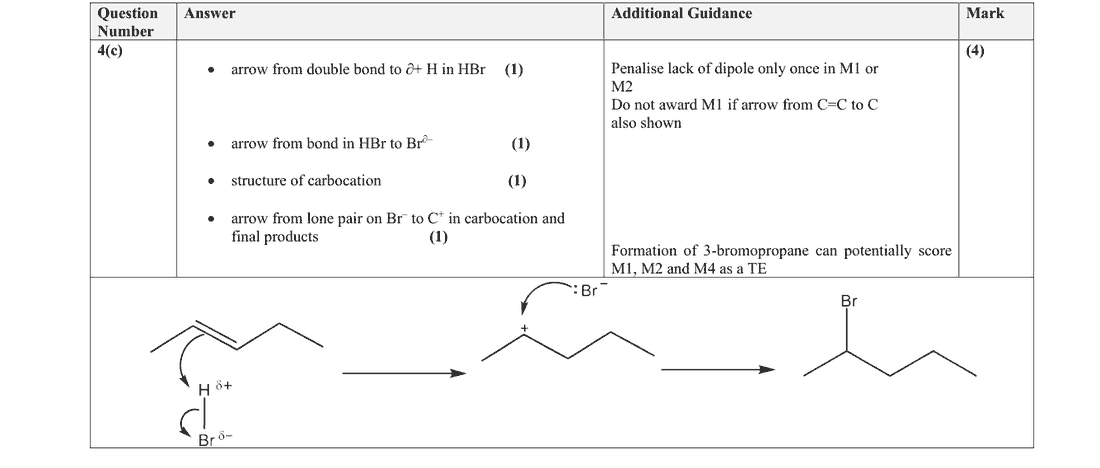 Question Number
Answer
Additional Guidance
Mark
4(c)
(4)
• arrow from double bond to ∂+ H in HBr (1)
Penalise lack of dipole only once in M1 or
M2
Do not award M1 if arrow from C=C to C
also shown
• arrow from bond in HBr to Br∂– (1)
• structure of carbocation (1)
• arrow from lone pair on Br– to C+ in carbocation and
final products (1)
Formation of 3-bromopropane can potentially score
M1, M2 and M4 as a TE
:Br –
+
Br
H δ+
Br δ–